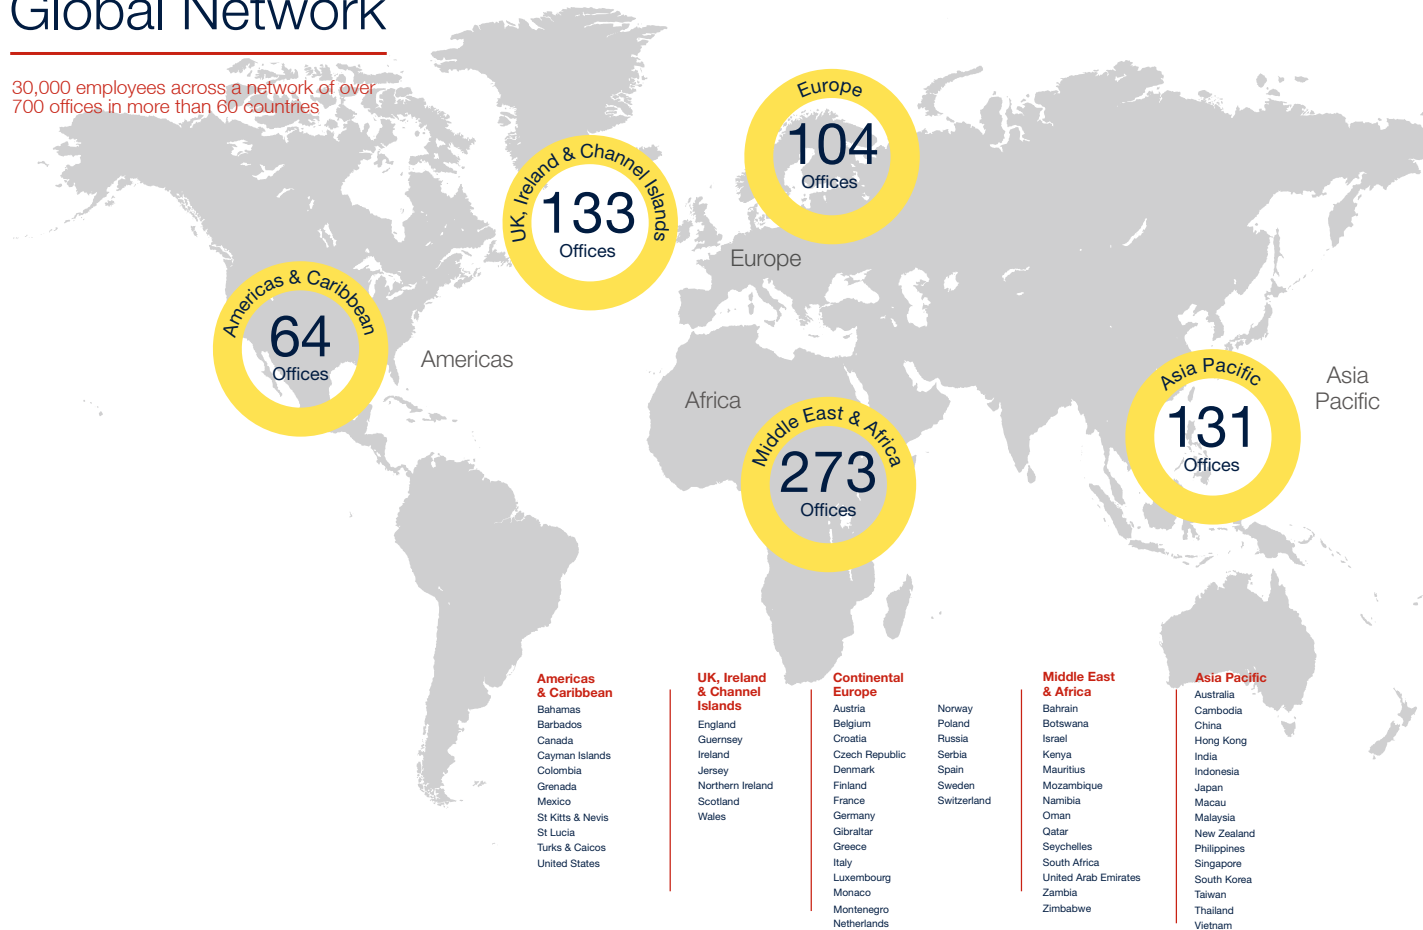 Global Network
30,000 employees across a network of over
700 offices in more than 60 countries
Europe
104
Offices
UK, Ireland & Channel Islands
133
Offices
Europe
Americas & Caribbean
64
Offices
Americas
Africa
Middle East & Africa
273
Offices
Asia Pacific
131
Offices
Asia
Pacific
Americas
& Caribbean
Bahamas
Barbados
Canada
Cayman Islands
Colombia
Grenada
Mexico
St Kitts & Nevis
St Lucia
Turks & Caicos
United States
UK, Ireland
& Channel
Islands
England
Guernsey
Ireland
Jersey
Northern Ireland
Scotland
Wales
Continental
Europe
Austria
Belgium
Croatia
Czech Republic
Denmark
Finland
France
Germany
Gibraltar
Greece
Italy
Luxembourg
Monaco
Montenegro
Netherlands
Norway
Poland
Russia
Serbia
Spain
Sweden
Switzerland
Middle East
& Africa
Bahrain
Botswana
Israel
Kenya
Mauritius
Mozambique
Namibia
Oman
Qatar
Seychelles
South Africa
United Arab Emirates
Zambia
Zimbabwe
Asia Pacific
Australia
Cambodia
China
Hong Kong
India
Indonesia
Japan
Macau
Malaysia
New Zealand
Philippines
Singapore
South Korea
Taiwan
Thailand
Vietnam